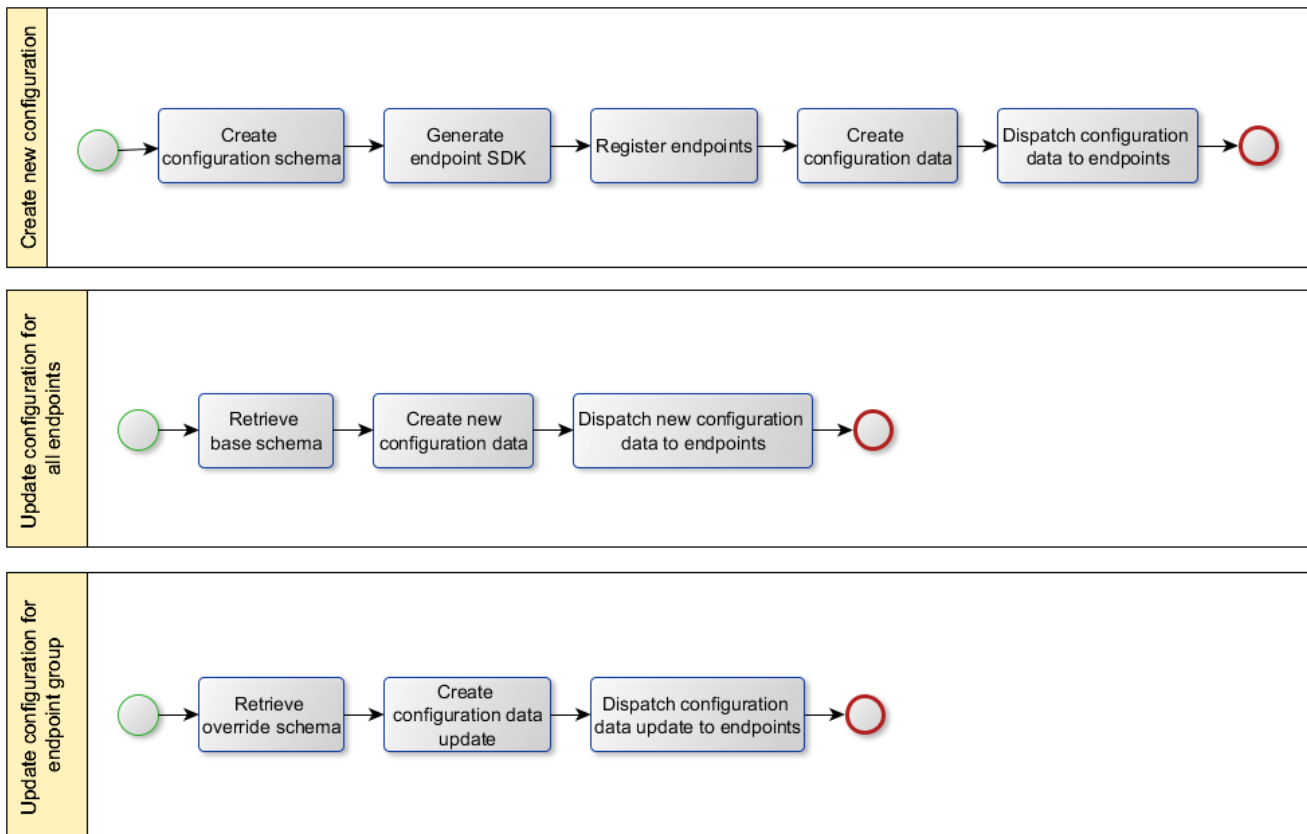 Create new configuration
Create
configuration schema
Generate
endpoint SDK
Register endpoints
Create
configuration data
Dispatch configuration
data to endpoints
Update configuration for
all endpoints
Retrieve
base schema
Create new
configuration data
Dispatch new configuration
data to endpoints
Update configuration for
endpoint group
Retrieve
override schema
Create
configuration data
update
Dispatch configuration
data update to endpoints